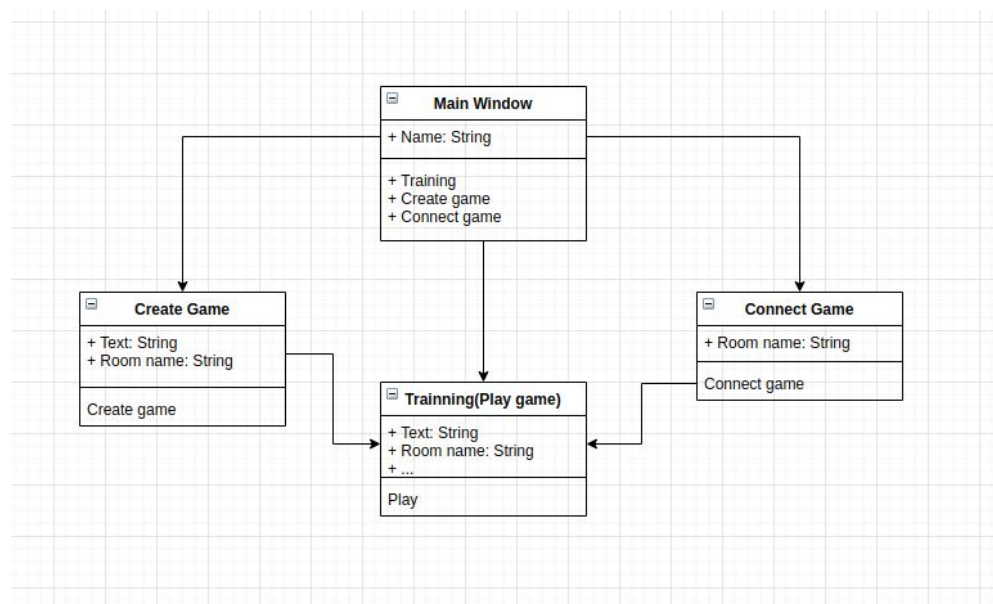 Main Window
+ Name: String
+ Training
+ Create game
+ Connect game
Create Game
+ Text: String
+ Room name: String
Create game
Connect Game
+ Room name: String
Connect game
Trainning(Play game)
+ Text: String
+ Room name: String
+ ...
Play